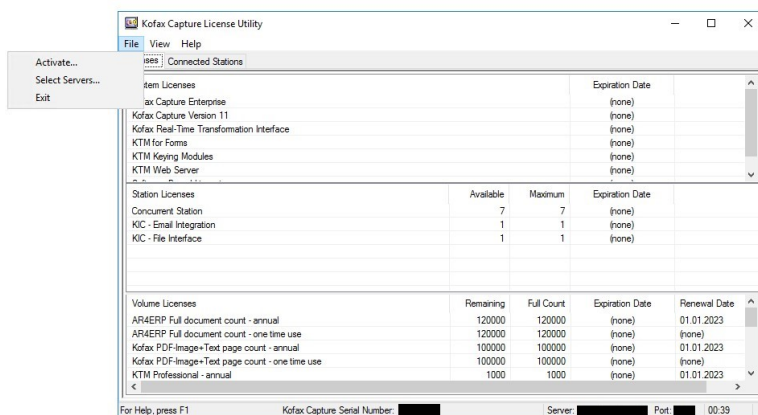 Kofax Capture License Utility
File View Help
Activate...
Select Servers...
Exit
nses Connected Stations
tem Licenses Expiration Date
ax Capture Enterprise (none)
Kofax Capture Version 11 (none)
Kofax Real-Time Transformation Interface (none)
KTM for Forms (none)
KTM Keying Modules (none)
KTM Web Server (none)
Station Licenses Available Maximum Expiration Date
Concurrent Station 7 7 (none)
KIC - Email Integration 1 1 (none)
KIC - File Interface 1 1 (none)
Volume Licenses Remaining Full Count Expiration Date Renewal Date
AR4ERP Full document count - annual 120000 120000 (none) 01.01.2023
AR4ERP Full document count - one time use 120000 120000 (none) (none)
Kofax PDF-Image+Text page count - annual 100000 100000 (none) 01.01.2023
Kofax PDF-Image+Text page count - one time use 100000 100000 (none) (none)
KTM Professional - annual 1000 1000 (none) 01.01.2023
For Help, press F1 Kofax Capture Serial Number: Server: Port: 00:39